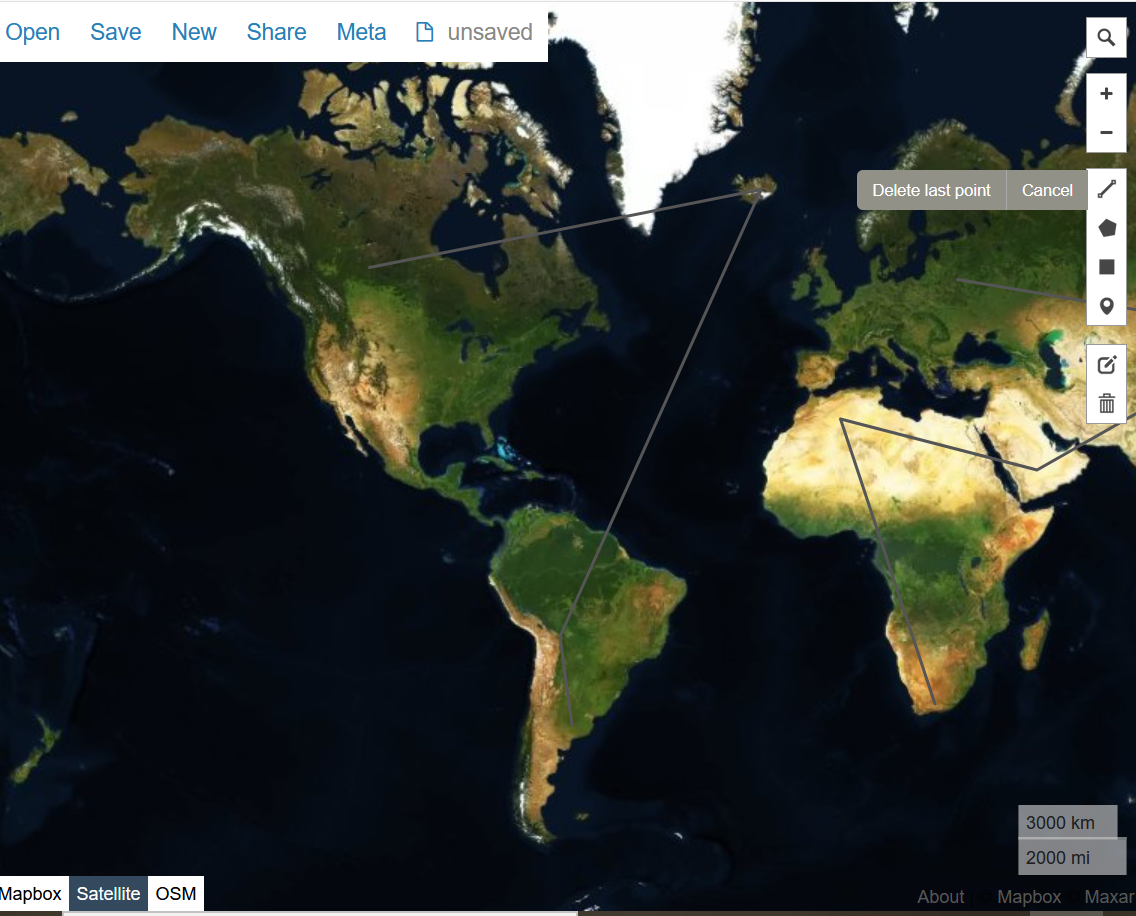 Open Save New Share Meta unsaved
+
−
Delete last point Cancel
3000 km
2000 mi
Mapbox Satellite OSM
About Mapbox Maxar